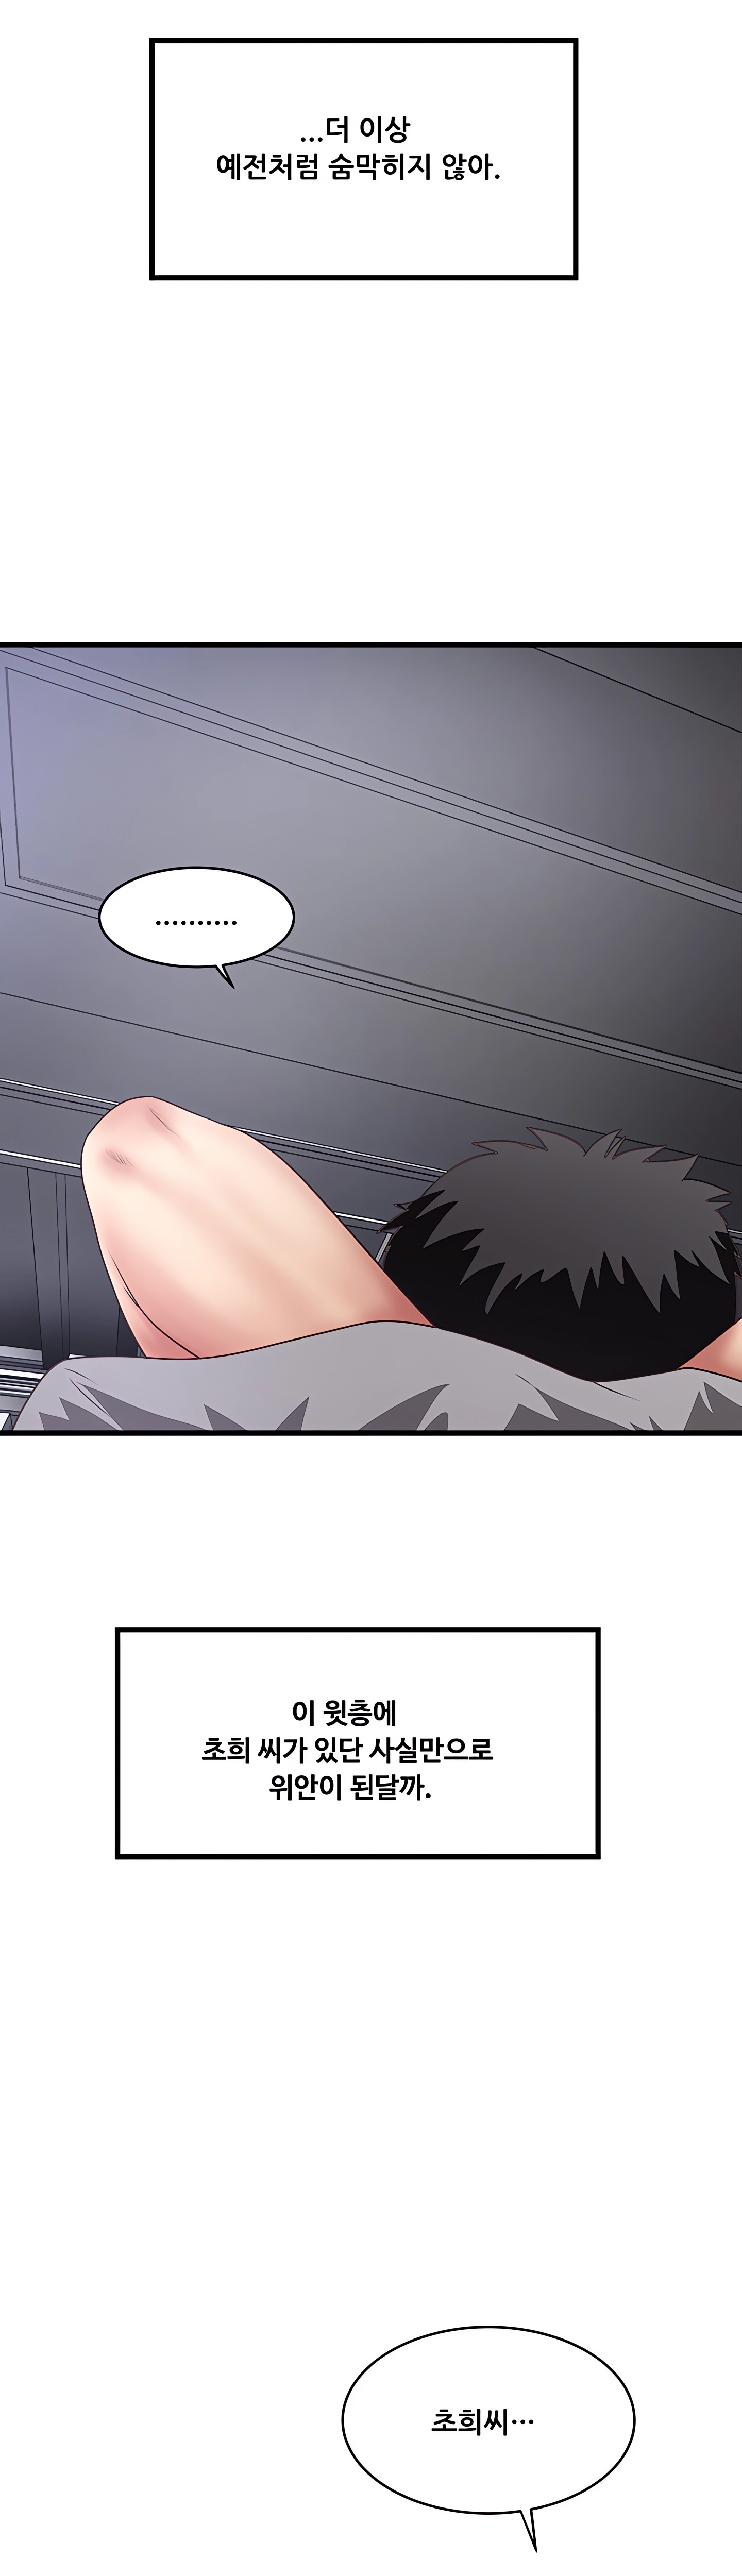 ...더 이상
예전처럼 숨막히지 않아.
..........
이 윗층에
초희 씨가 있단 사실만으로
위안이 된달까.
초희씨…